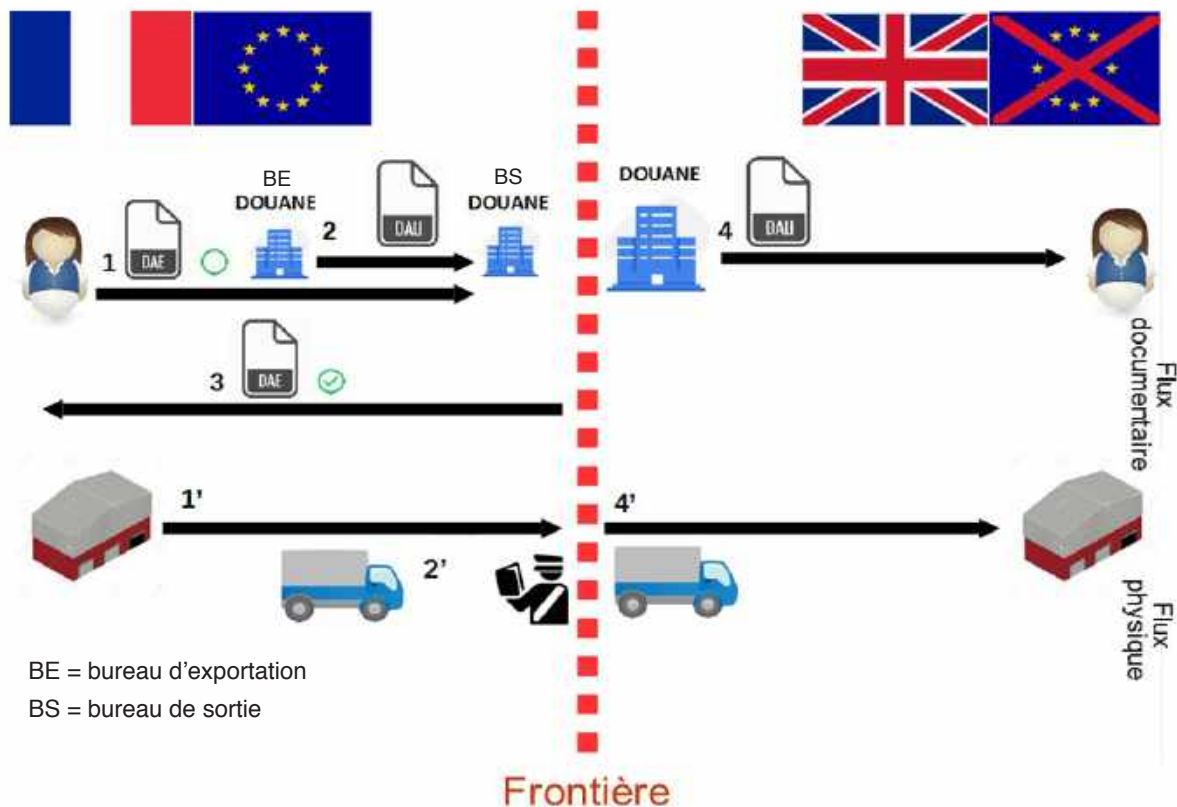 BE
DOUANE
BS
DOUANE
DOUANE
1
DAE
2
DAU
4
DAU
3
DAE
Flux
documentaire
1'
2'
4'
Flux
physique
BE = bureau d'exportation
BS = bureau de sortie
Frontière